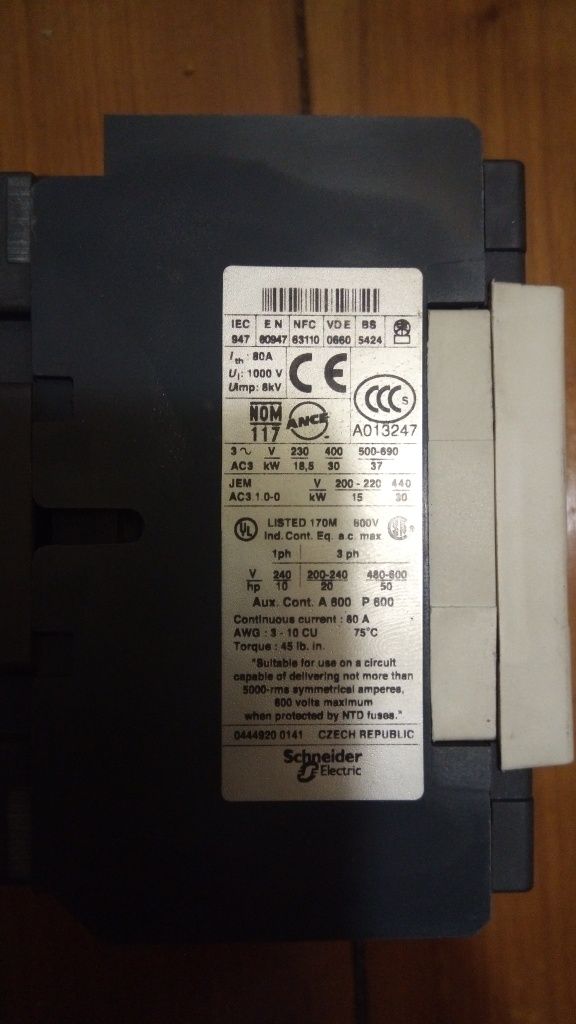 IEC EN NFC VDE BS
947 60947 63110 0660 5424
Ith : 80A
Ui : 1000 V
Uimp: 8kV
CE
CCC S
A013247
NOM
117
ANCE
3~ V 230 400 500-690
AC3 kW 18,5 30 37
JEM V 200-220 440
AC3 1.0-0 kW 15 30
UL LISTED 170M 600V
Ind. Cont. Eq. a.c. max
1ph 3 ph
V 240 200-240 480-600
hp 10 20 50
Aux. Cont. A 600 P 600
Continuous current : 80 A
AWG : 3 - 10 CU 75°C
Torque : 45 lb. in.
"Suitable for use on a circuit
capable of delivering not more than
5000-rms symmetrical amperes,
600 volts maximum
when protected by NTD fuses."
0444920 0141 CZECH REPUBLIC
Schneider
Electric